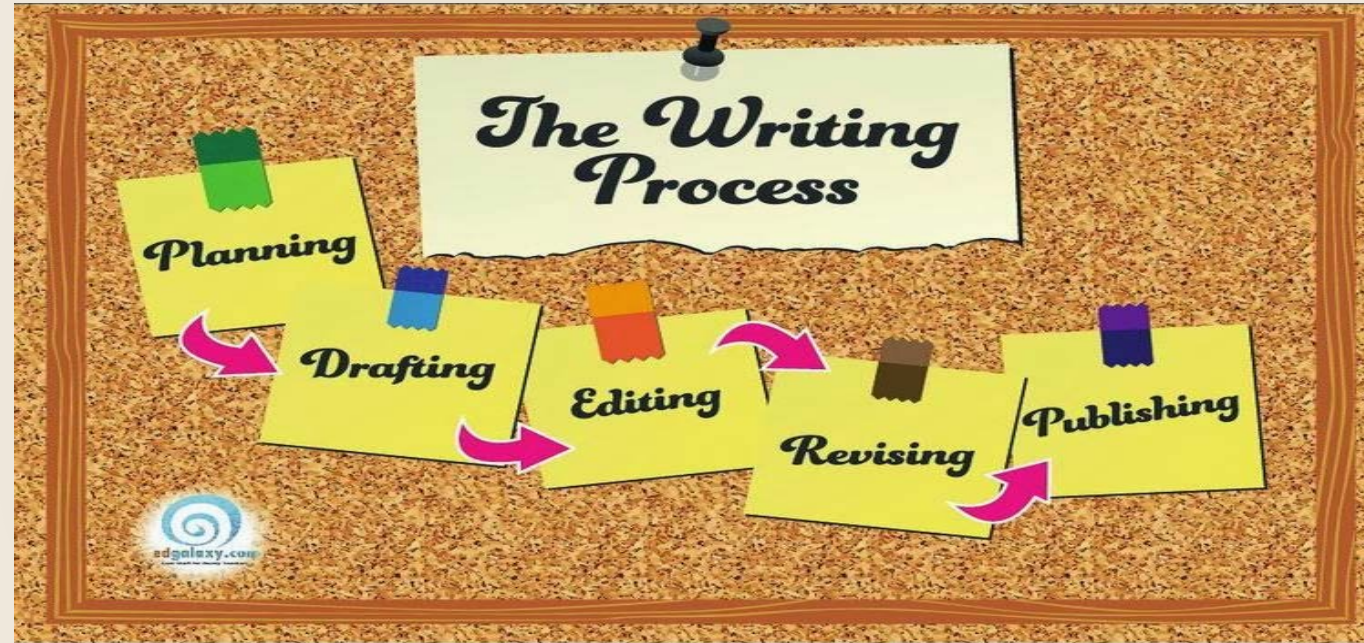 The Writing
Process
Planning
Drafting
Editing
Revising
Publishing
edgalaxy.com